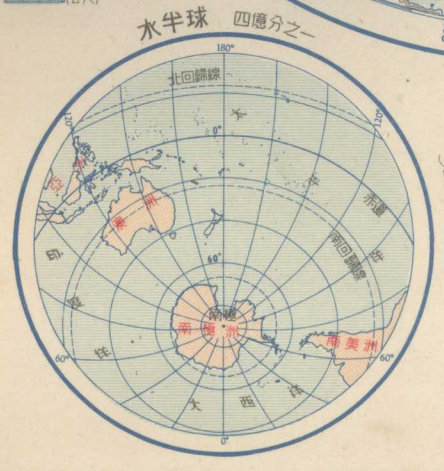 水半球 四億分之一
180°
北回歸線
120°
120°
0°
太
平
洋
赤道
亞
澳洲
南回歸線
印
度
洋
60°
南極
南極洲
南美洲
60°
60°
大西洋
0°